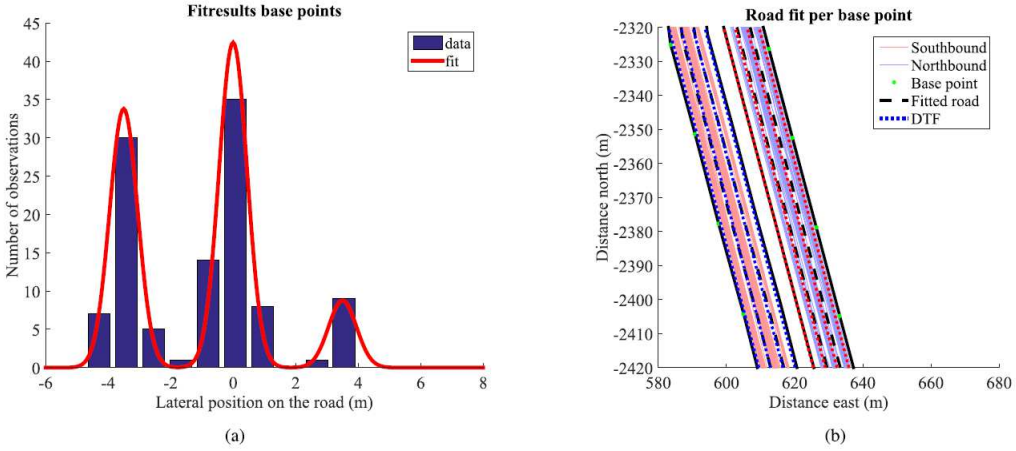 Fitresults base points
45
40
35
30
25
20
15
10
5
0
Number of observations
-6
-4
-2
0
2
4
6
8
Lateral position on the road (m)
data
fit
(a)
Road fit per base point
-2320
-2330
-2340
-2350
-2360
-2370
-2380
-2390
-2400
-2410
-2420
Distance north (m)
580
600
620
640
660
680
Distance east (m)
Southbound
Northbound
Base point
Fitted road
DTF
(b)